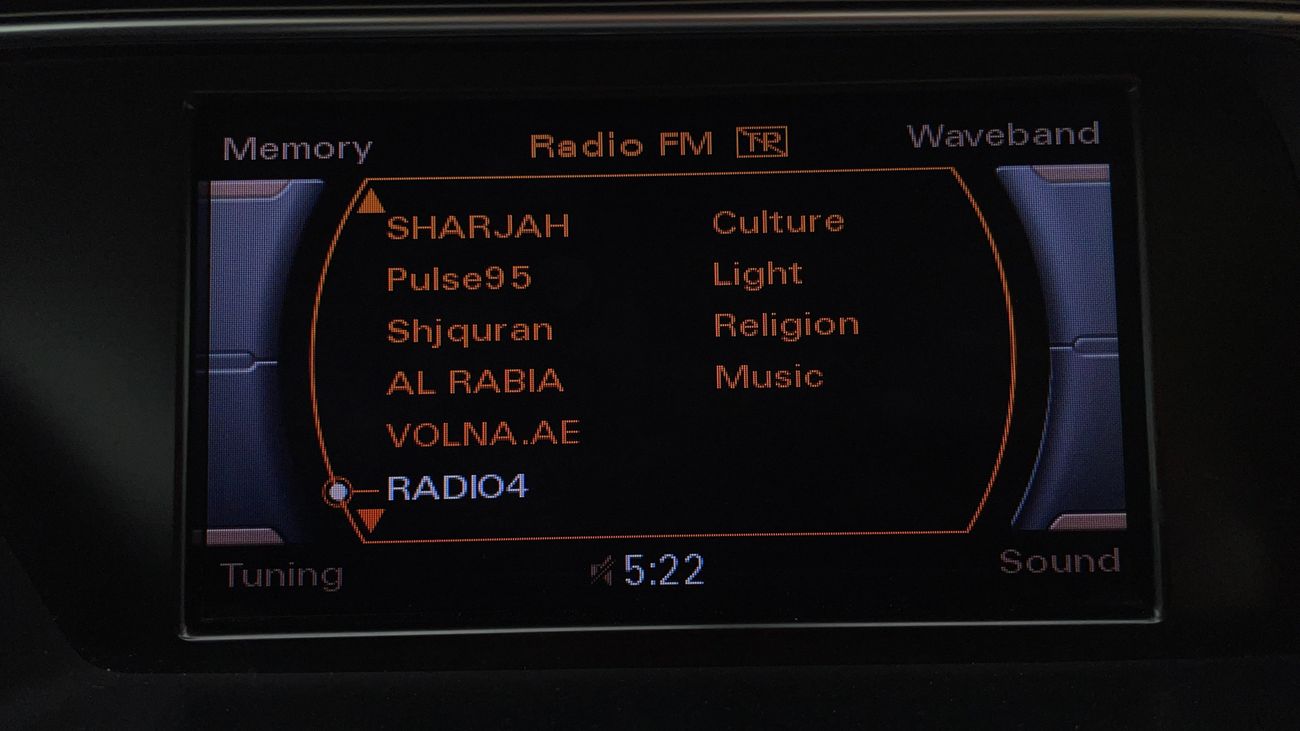 Memory Radio FM TP Waveband
SHARJAH Culture
Pulse95 Light
Shjquran Religion
AL RABIA Music
VOLNA.AE
RADIO4
Tuning 5:22 Sound